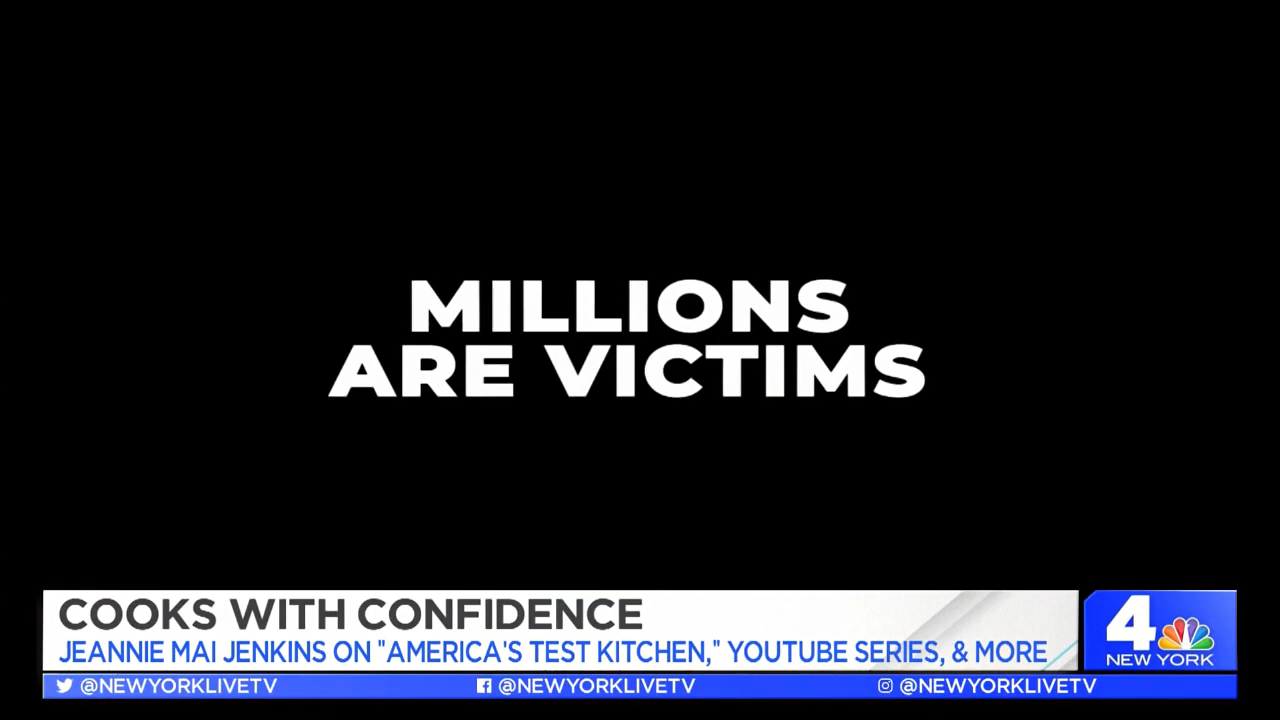 MILLIONS
ARE VICTIMS
COOKS WITH CONFIDENCE
JEANNIE MAI JENKINS ON "AMERICA'S TEST KITCHEN," YOUTUBE SERIES, & MORE
4
NEW YORK
@NEWYORKLIVETV
@NEWYORKLIVETV
@NEWYORKLIVETV